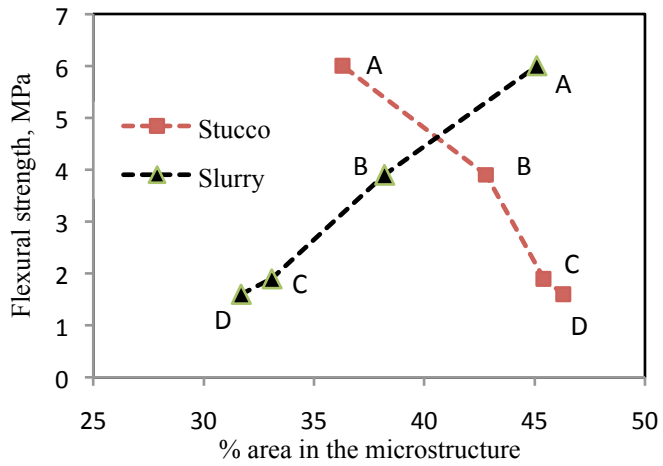 Flexural strength, MPa
7
6
5
4
3
2
1
0
A
A
Stucco
Slurry
B
B
C
C
D
D
25 30 35 40 45 50
% area in the microstructure